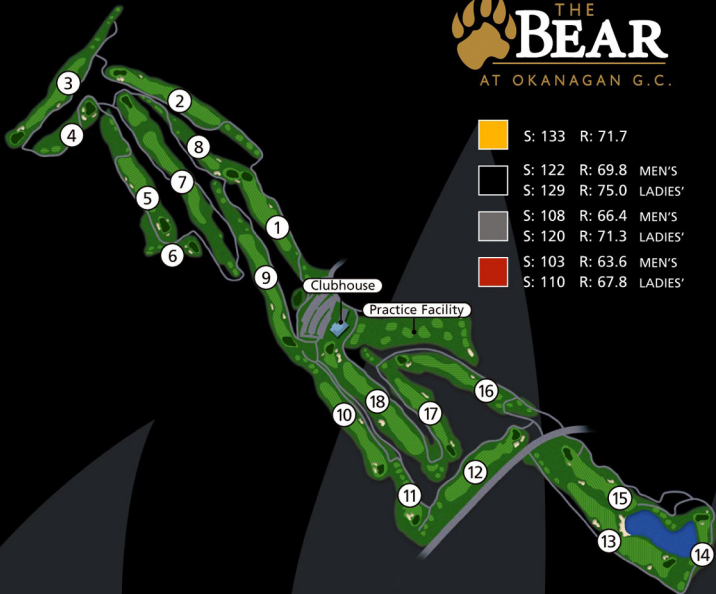 THE
BEAR
AT OKANAGAN G.C.
S: 133 R: 71.7
S: 122 R: 69.8 MEN'S
S: 129 R: 75.0 LADIES'
S: 108 R: 66.4 MEN'S
S: 120 R: 71.3 LADIES'
S: 103 R: 63.6 MEN'S
S: 110 R: 67.8 LADIES'
3
2
4
8
7
5
1
6
9
Clubhouse
Practice Facility
16
18
10
17
12
11
15
13
14